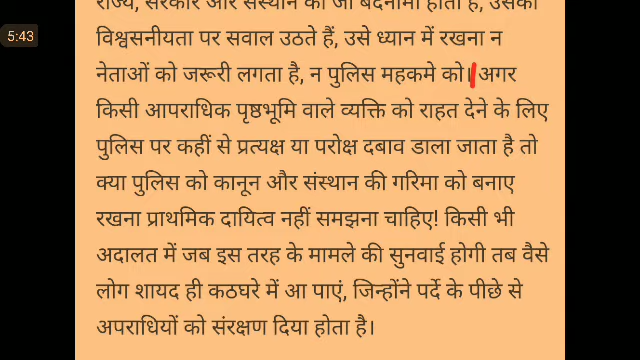 राज्य, सरकार और संस्थान की जो बदनामी होती है, उसकी
विश्वसनीयता पर सवाल उठते हैं, उसे ध्यान में रखना न
नेताओं को जरूरी लगता है, न पुलिस महकमे को। अगर
किसी आपराधिक पृष्ठभूमि वाले व्यक्ति को राहत देने के लिए
पुलिस पर कहीं से प्रत्यक्ष या परोक्ष दबाव डाला जाता है तो
क्या पुलिस को कानून और संस्थान की गरिमा को बनाए
रखना प्राथमिक दायित्व नहीं समझना चाहिए! किसी भी
अदालत में जब इस तरह के मामले की सुनवाई होगी तब वैसे
लोग शायद ही कठघरे में आ पाएं, जिन्होंने पर्दे के पीछे से
अपराधियों को संरक्षण दिया होता है।
5:43